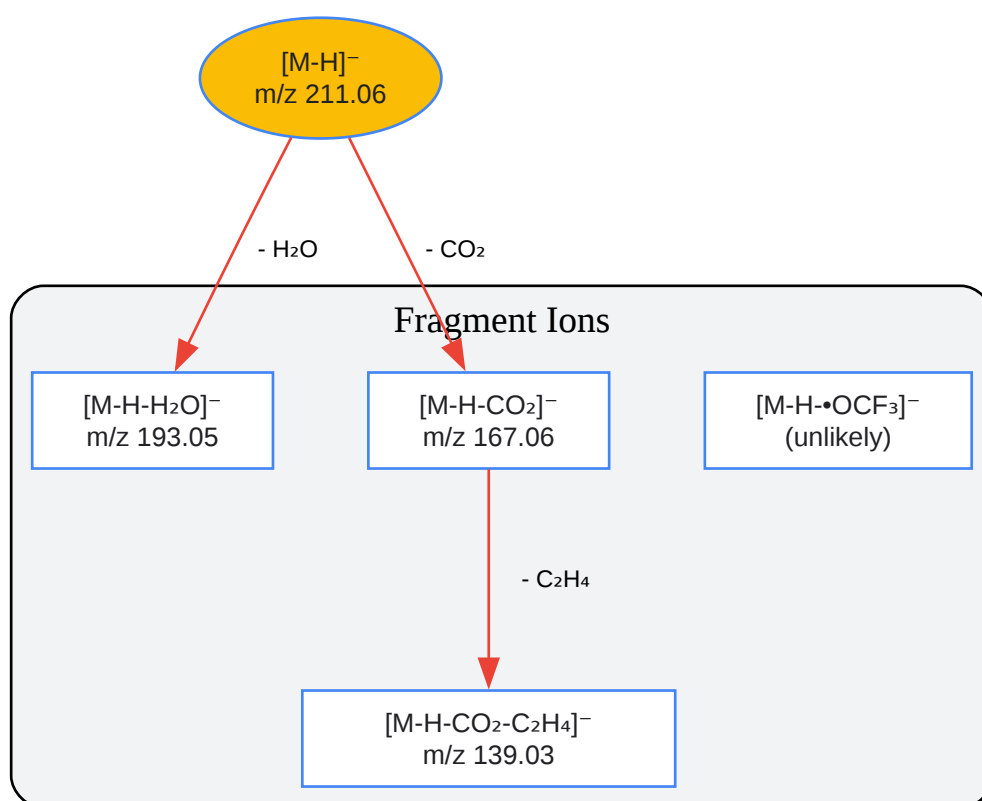 [M-H]⁻
m/z 211.06
- H₂O
- CO₂
Fragment Ions
[M-H-H₂O]⁻
m/z 193.05
[M-H-CO₂]⁻
m/z 167.06
[M-H-•OCF₃]⁻
(unlikely)
- C₂H₄
[M-H-CO₂-C₂H₄]⁻
m/z 139.03